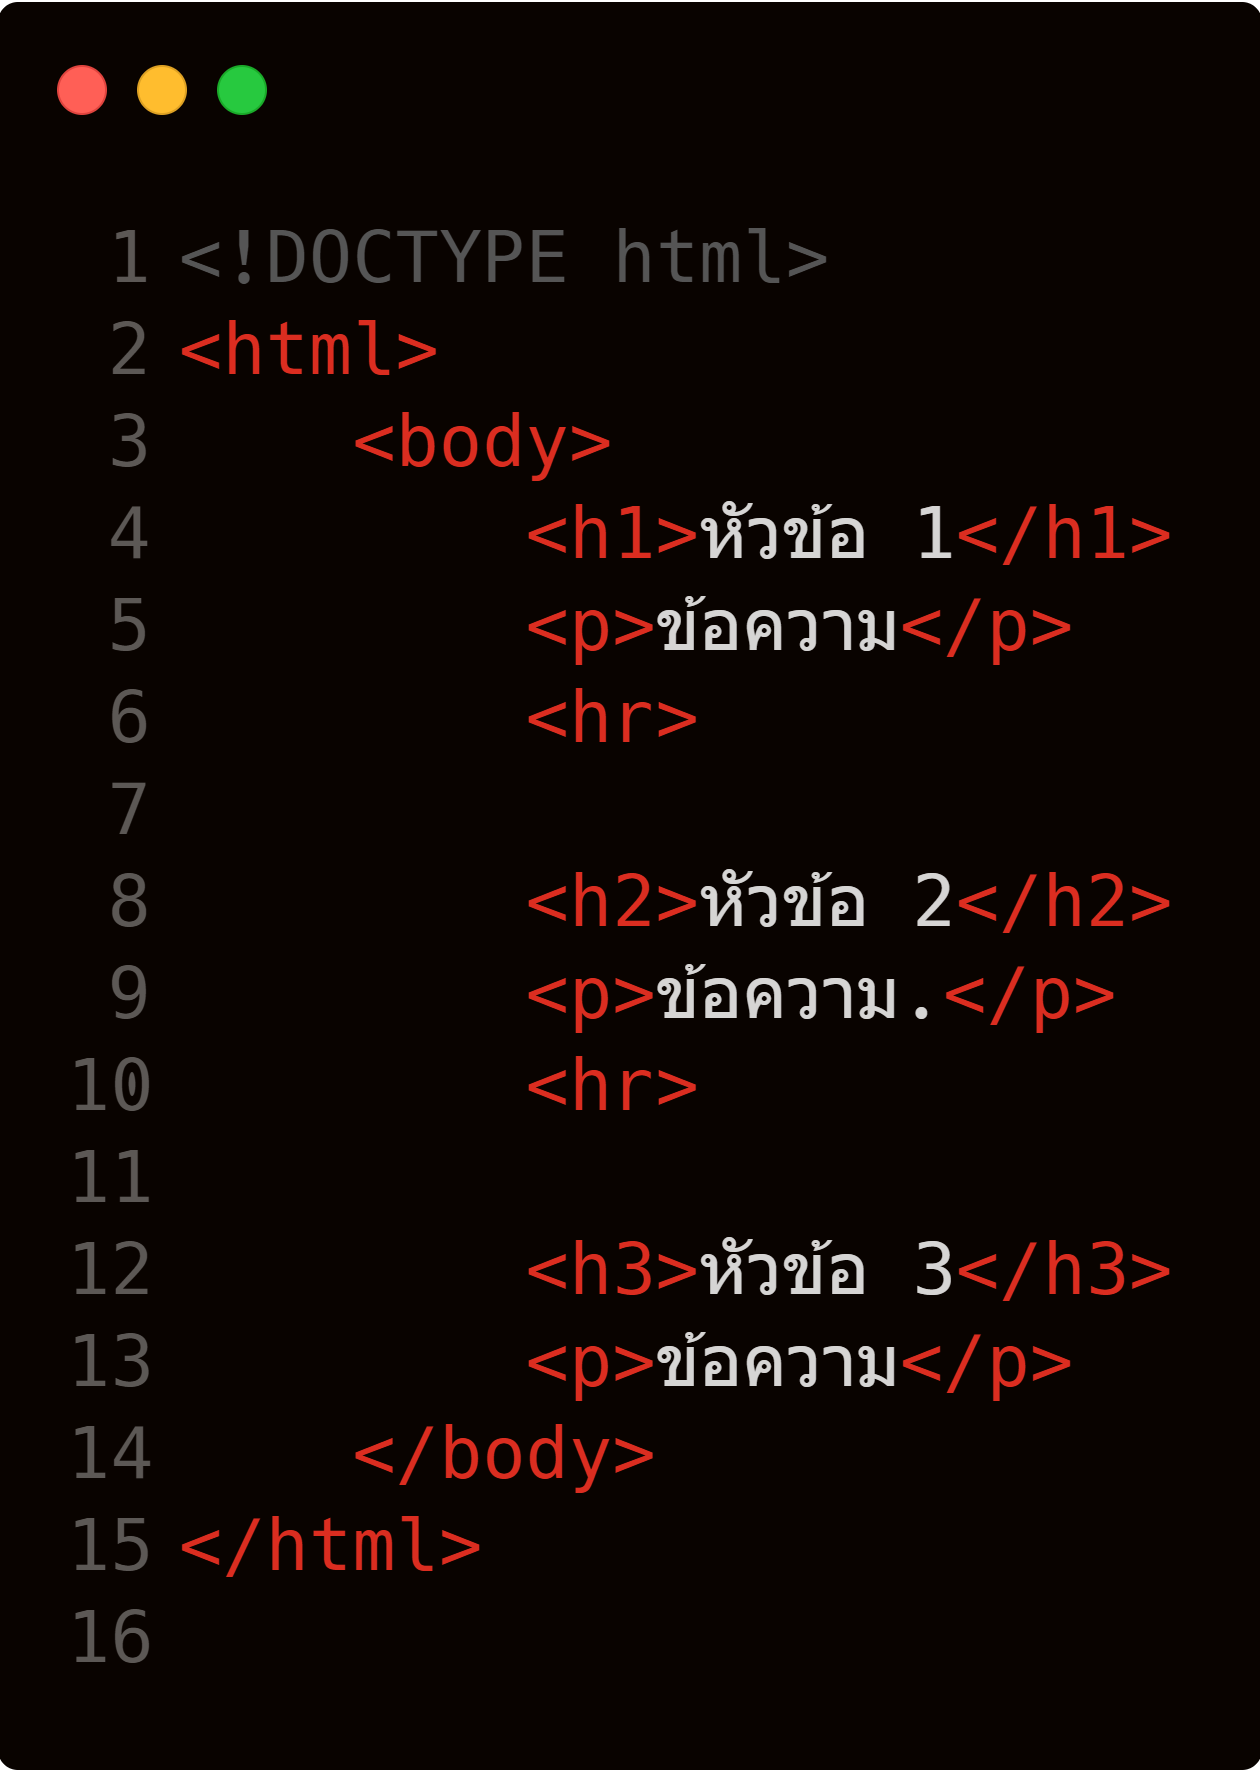 1 <!DOCTYPE html>
2 <html>
3     <body>
4         <h1>หัวข้อ 1</h1>
5         <p>ข้อความ</p>
6         <hr>
7
8         <h2>หัวข้อ 2</h2>
9         <p>ข้อความ.</p>
10         <hr>
11
12         <h3>หัวข้อ 3</h3>
13         <p>ข้อความ</p>
14     </body>
15 </html>
16